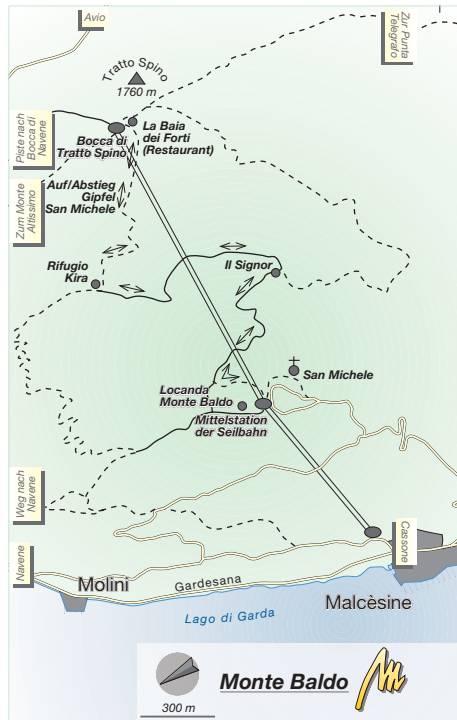 Avio
Zur Punta
Telegrafo
Tratto Spino
1760 m
Piste nach
Bocca di
Navene
La Baia
dei Forti
(Restaurant)
Bocca di
Tratto Spino
Zum Monte
Altissimo
Auf/Abstieg
Gipfel
San Michele
Rifugio
Kira
Il Signor
San Michele
Locanda
Monte Baldo
Mittelstation
der Seilbahn
Weg nach
Navene
Cassone
Navene
Molini
Gardesana
Malcèsine
Lago di Garda
Monte Baldo
300 m